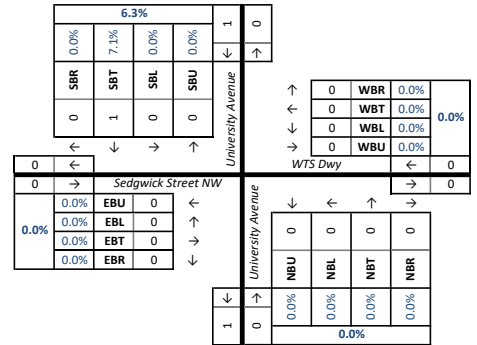 6.3%
1 0
0.0% 7.1% 0.0% 0.0%
↓ ↑
SBR SBT SBL SBU
University Avenue
0 1 0 0
← ↓ → ↑
↑ 0 WBR 0.0%
← 0 WBT 0.0%
0.0%
↓ 0 WBL 0.0%
→ 0 WBU 0.0%
0 ←
WTS Dwy
← 0
0 →
Sedgwick Street NW
→ 0
0.0% EBU 0 ←
0.0% EBL 0 ↑
0.0%
0.0% EBT 0 →
0.0% EBR 0 ↓
University Avenue
↓ ← ↑ →
0 0 0 0
NBU NBL NBT NBR
↓ ↑
0.0% 0.0% 0.0% 0.0%
1 0
0.0%